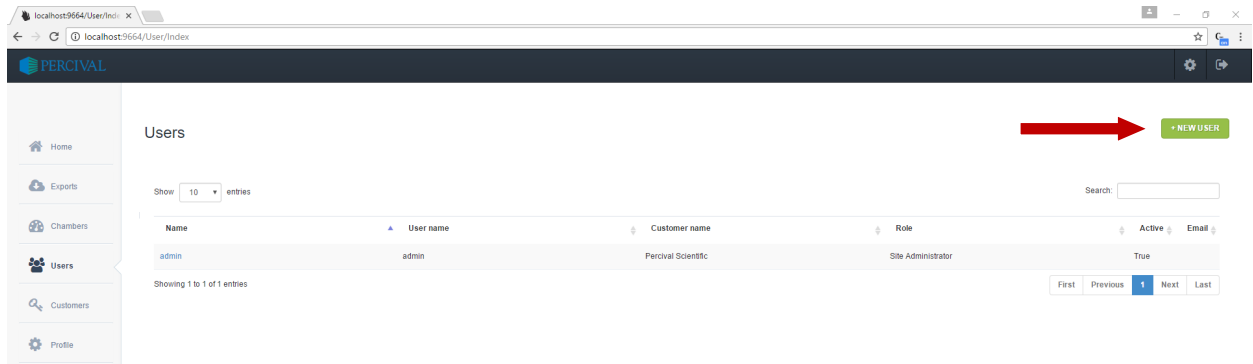 localhost:9664/User/Inde
localhost:9664/User/Index
PERCIVAL
Home
Exports
Chambers
Users
Customers
Profile
Users
+ NEW USER
Show 10 entries
Search:
Name User name Customer name Role Active Email
admin admin Percival Scientific Site Administrator True
Showing 1 to 1 of 1 entries
First Previous 1 Next Last